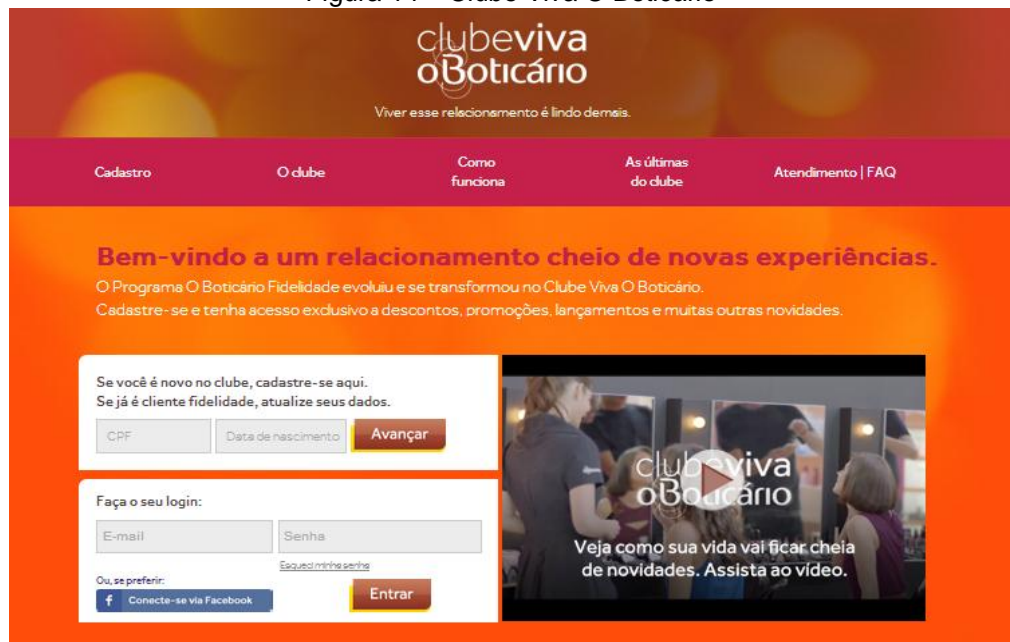 clubeviva
oBoticário
Viver esse relacionamento é lindo demais.
Cadastro
O clube
Como
funciona
As últimas
do clube
Atendimento | FAQ
Bem-vindo a um relacionamento cheio de novas experiências.
O Programa O Boticário Fidelidade evoluiu e se transformou no Clube Viva O Boticário.
Cadastre-se e tenha acesso exclusivo a descontos, promoções, lançamentos e muitas outras novidades.
Se você é novo no clube, cadastre-se aqui.
Se já é cliente fidelidade, atualize seus dados.
CPF
Data de nascimento
Avançar
Faça o seu login:
E-mail
Senha
Esqueci minha senha
Ou, se preferir:
f Conecte-se via Facebook
Entrar
clubeviva
oBoticário
Veja como sua vida vai ficar cheia
de novidades. Assista ao vídeo.